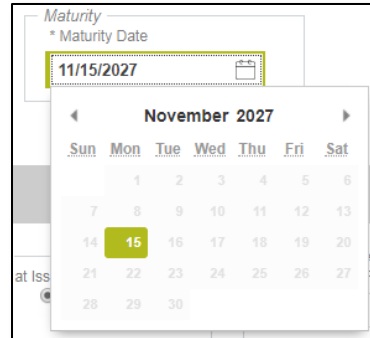 Maturity
* Maturity Date
11/15/2027
November 2027
Sun Mon Tue Wed Thu Fri Sat
1 2 3 4 5 6
7 8 9 10 11 12 13
14 15 16 17 18 19 20
21 22 23 24 25 26 27
28 29 30
at Iss